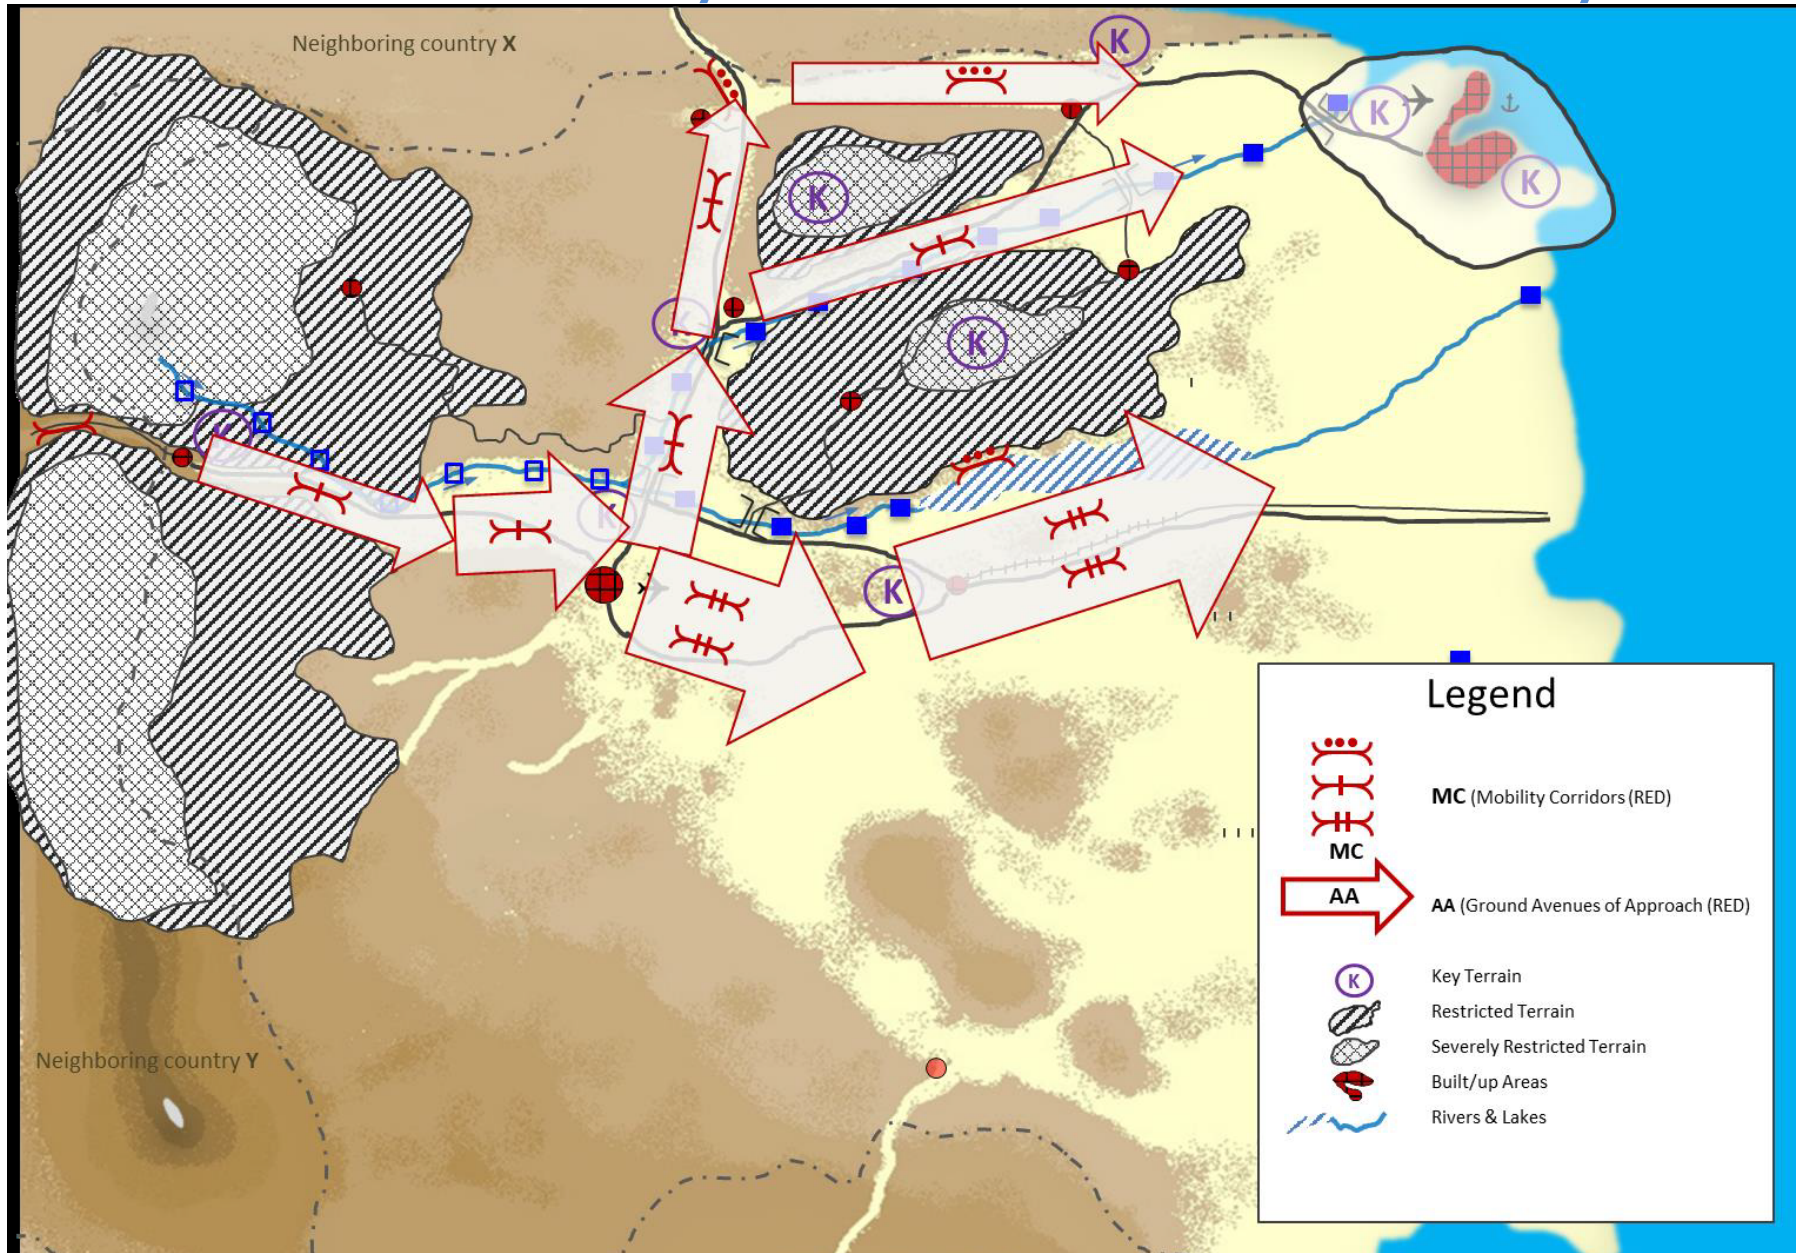 Neighboring country X
K
K
K
K
K
K
K
K
K
Neighboring country Y
Legend
MC
MC (Mobility Corridors (RED)
AA
AA (Ground Avenues of Approach (RED)
K
Key Terrain
Restricted Terrain
Severely Restricted Terrain
Built/up Areas
Rivers & Lakes